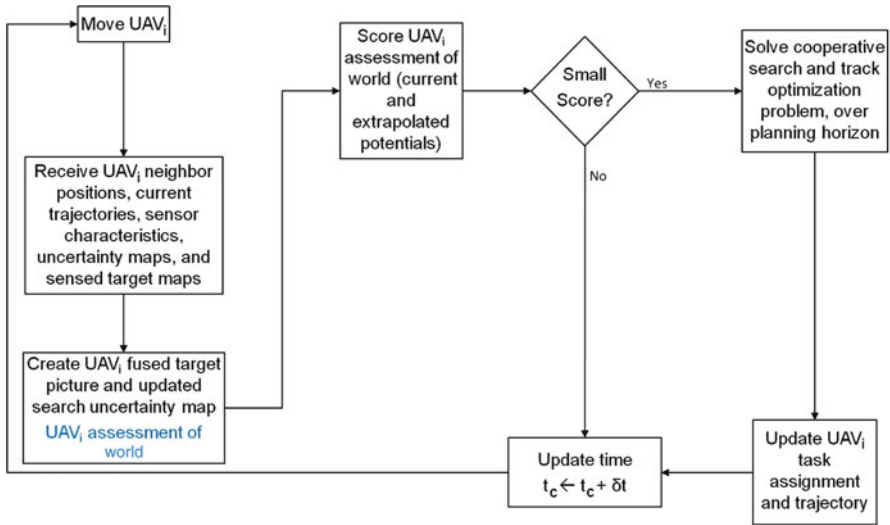 Move UAVi
Receive UAVi neighbor
positions, current
trajectories, sensor
characteristics,
uncertainty maps, and
sensed target maps
Create UAVi fused target
picture and updated
search uncertainty map
UAVi assessment of
world
Score UAVi
assessment of
world (current
and
extrapolated
potentials)
Small
Score?
Yes
No
Solve cooperative
search and track
optimization
problem, over
planning horizon
Update UAVi
task
assignment
and trajectory
Update time
tc ← tc + δt